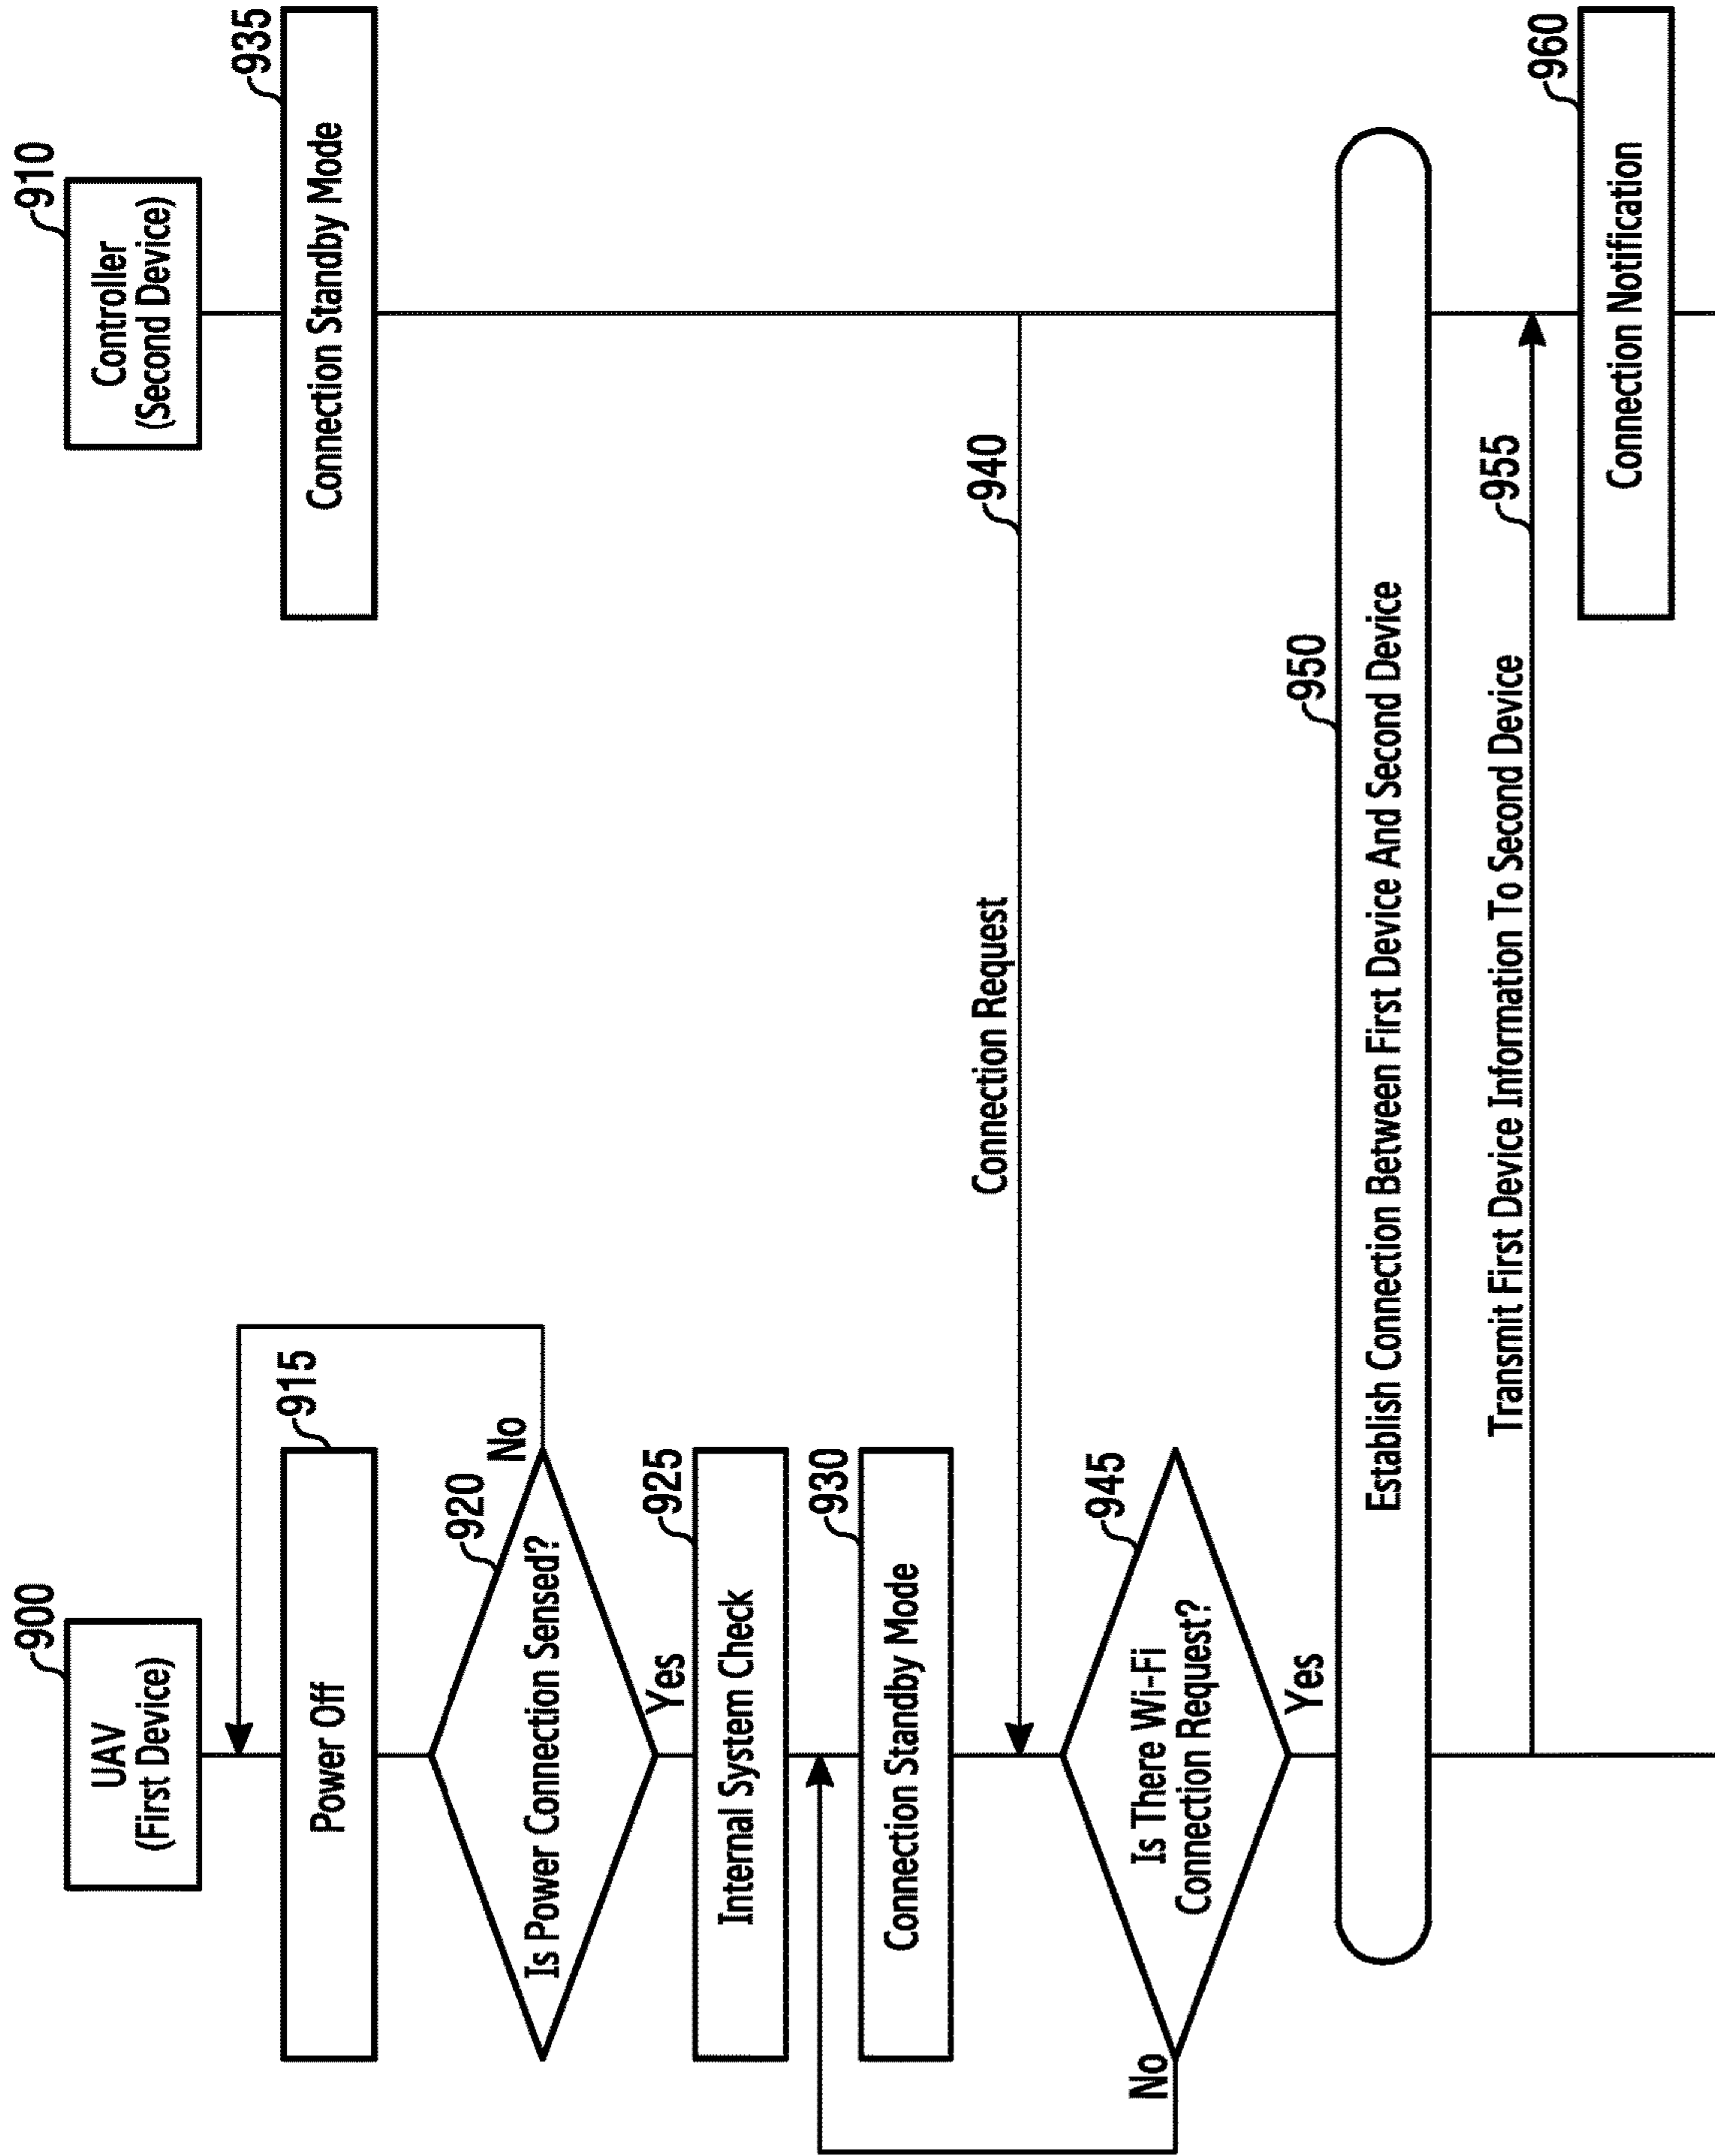 900
UAV
(First Device)
910
Controller
(Second Device)
915
Power Off
935
Connection Standby Mode
920
Is Power Connection Sensed?
No
Yes
925
Internal System Check
930
Connection Standby Mode
Connection Request
940
945
Is There Wi-Fi
Connection Request?
No
Yes
950
Establish Connection Between First Device And Second Device
Transmit First Device Information To Second Device
955
960
Connection Notification